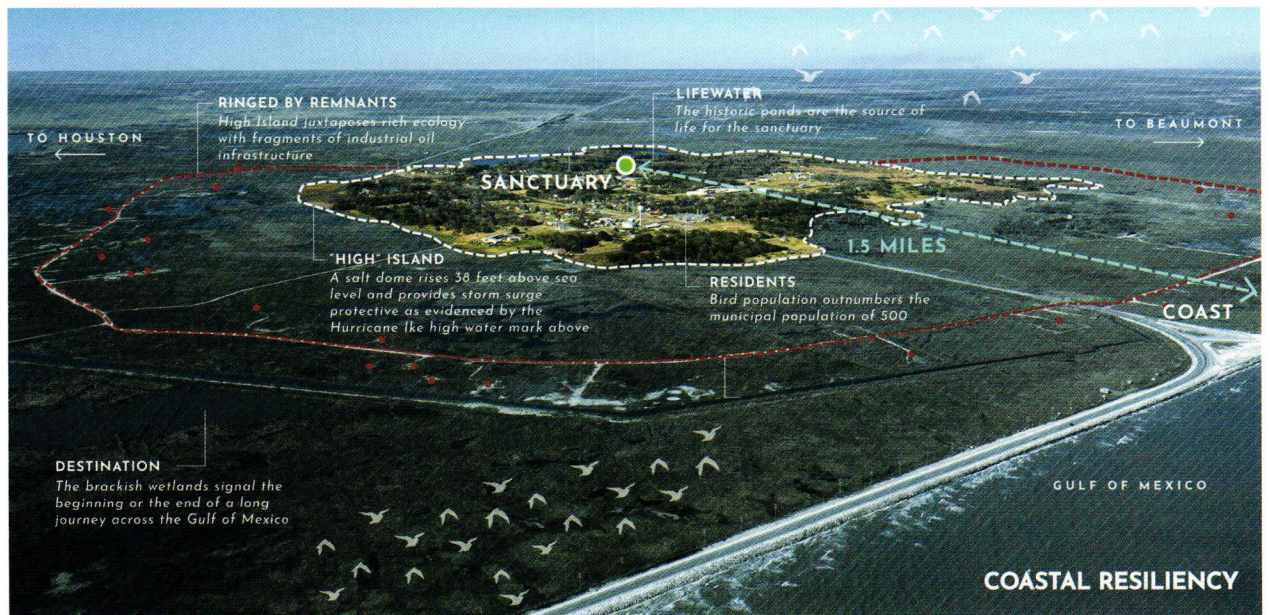 RINGED BY REMNANTS
High Island juxtaposes rich ecology
with fragments of industrial oil
infrastructure
LIFEWATER
The historic ponds are the source of
life for the sanctuary
TO HOUSTON
TO BEAUMONT
SANCTUARY
1.5 MILES
"HIGH" ISLAND
A salt dome rises 38 feet above sea
level and provides storm surge
protective as evidenced by the
Hurricane Ike high water mark above
RESIDENTS
Bird population outnumbers the
municipal population of 500
COAST
DESTINATION
The brackish wetlands signal the
beginning or the end of a long
journey across the Gulf of Mexico
GULF OF MEXICO
COASTAL RESILIENCY